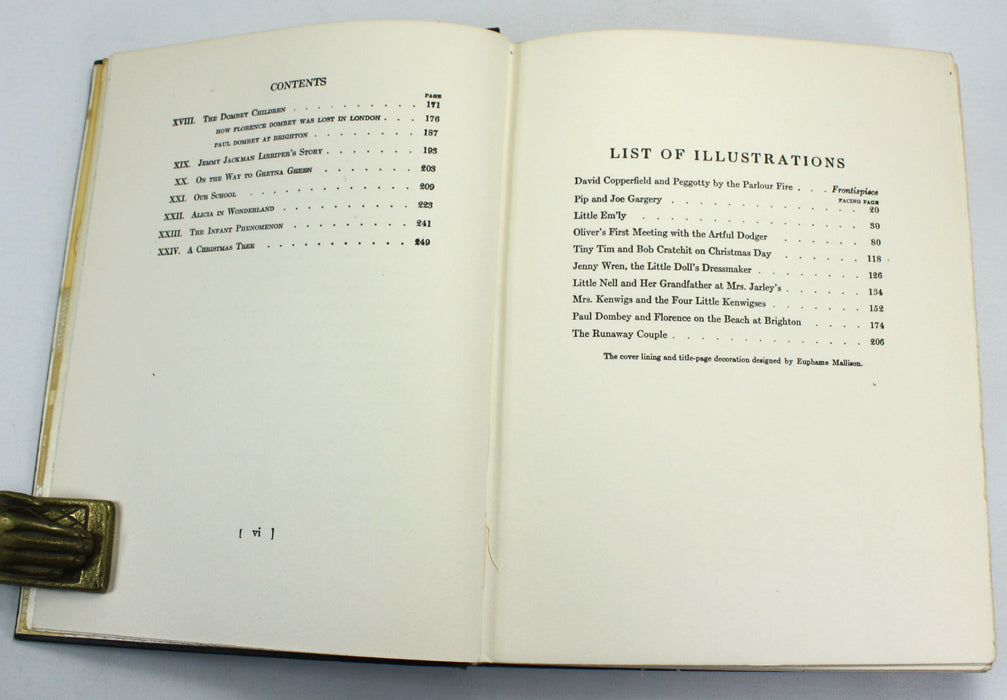 CONTENTS
PAGE
XVIII. The Dombey Children . . . . . . . . . . 171
HOW FLORENCE DOMBEY WAS LOST IN LONDON . . . 176
PAUL DOMBEY AT BRIGHTON . . . . . . . . 187
XIX. Jemmy Jackman Lirriper's Story . . . . . . . 193
XX. On the Way to Gretna Green . . . . . . . 203
XXI. Our School . . . . . . . . . . . 209
XXII. Alicia in Wonderland . . . . . . . . . 223
XXIII. The Infant Phenomenon . . . . . . . . 241
XXIV. A Christmas Tree . . . . . . . . . 249
[ vi ]
LIST OF ILLUSTRATIONS
David Copperfield and Peggotty by the Parlour Fire . . . Frontispiece
FACING PAGE
Pip and Joe Gargery . . . . . . . . . . . . 20
Little Em'ly . . . . . . . . . . . . . 30
Oliver's First Meeting with the Artful Dodger . . . . . . 80
Tiny Tim and Bob Cratchit on Christmas Day . . . . . 118
Jenny Wren, the Little Doll's Dressmaker . . . . . . . 126
Little Nell and Her Grandfather at Mrs. Jarley's . . . . . 134
Mrs. Kenwigs and the Four Little Kenwigses . . . . . . 152
Paul Dombey and Florence on the Beach at Brighton . . . . 174
The Runaway Couple . . . . . . . . . . . . . 206
The cover lining and title-page decoration designed by Euphame Mallison.